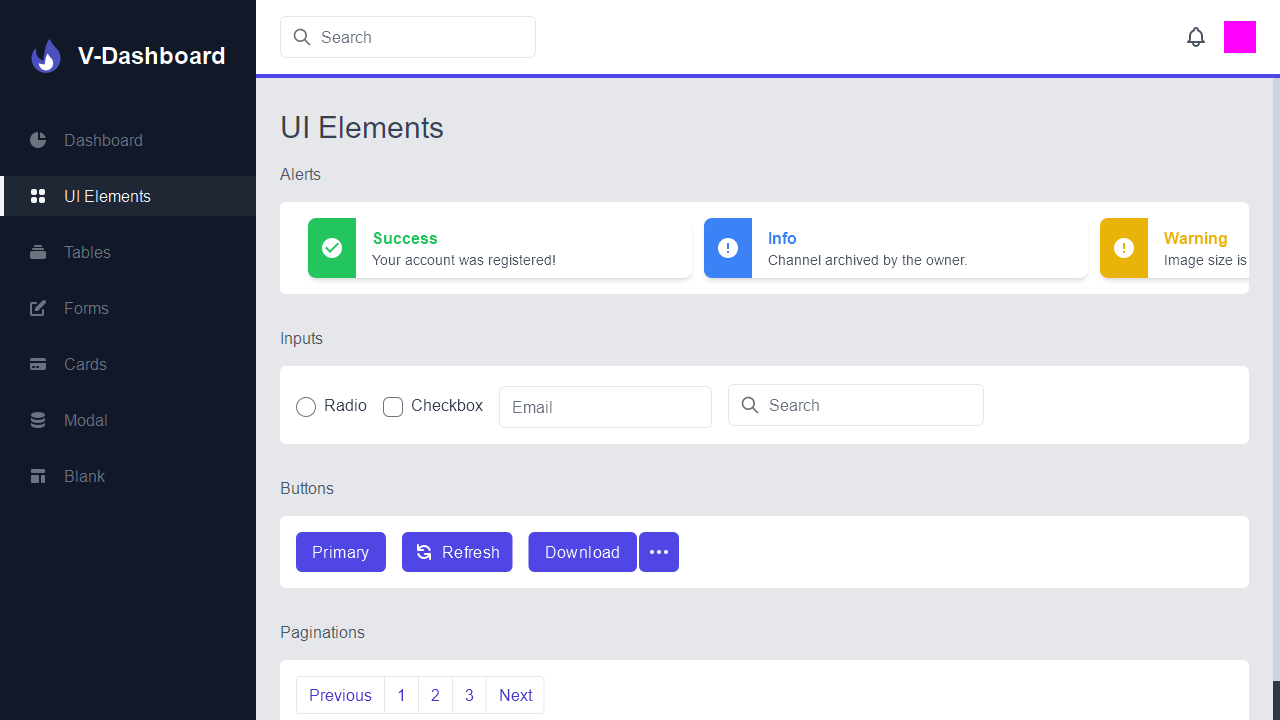 V-Dashboard
Search
Dashboard
UI Elements
Tables
Forms
Cards
Modal
Blank
UI Elements
Alerts
Success
Your account was registered!
Info
Channel archived by the owner.
Warning
Image size is
Inputs
Radio
Checkbox
Email
Search
Buttons
Primary
Refresh
Download
Paginations
Previous 1 2 3 Next